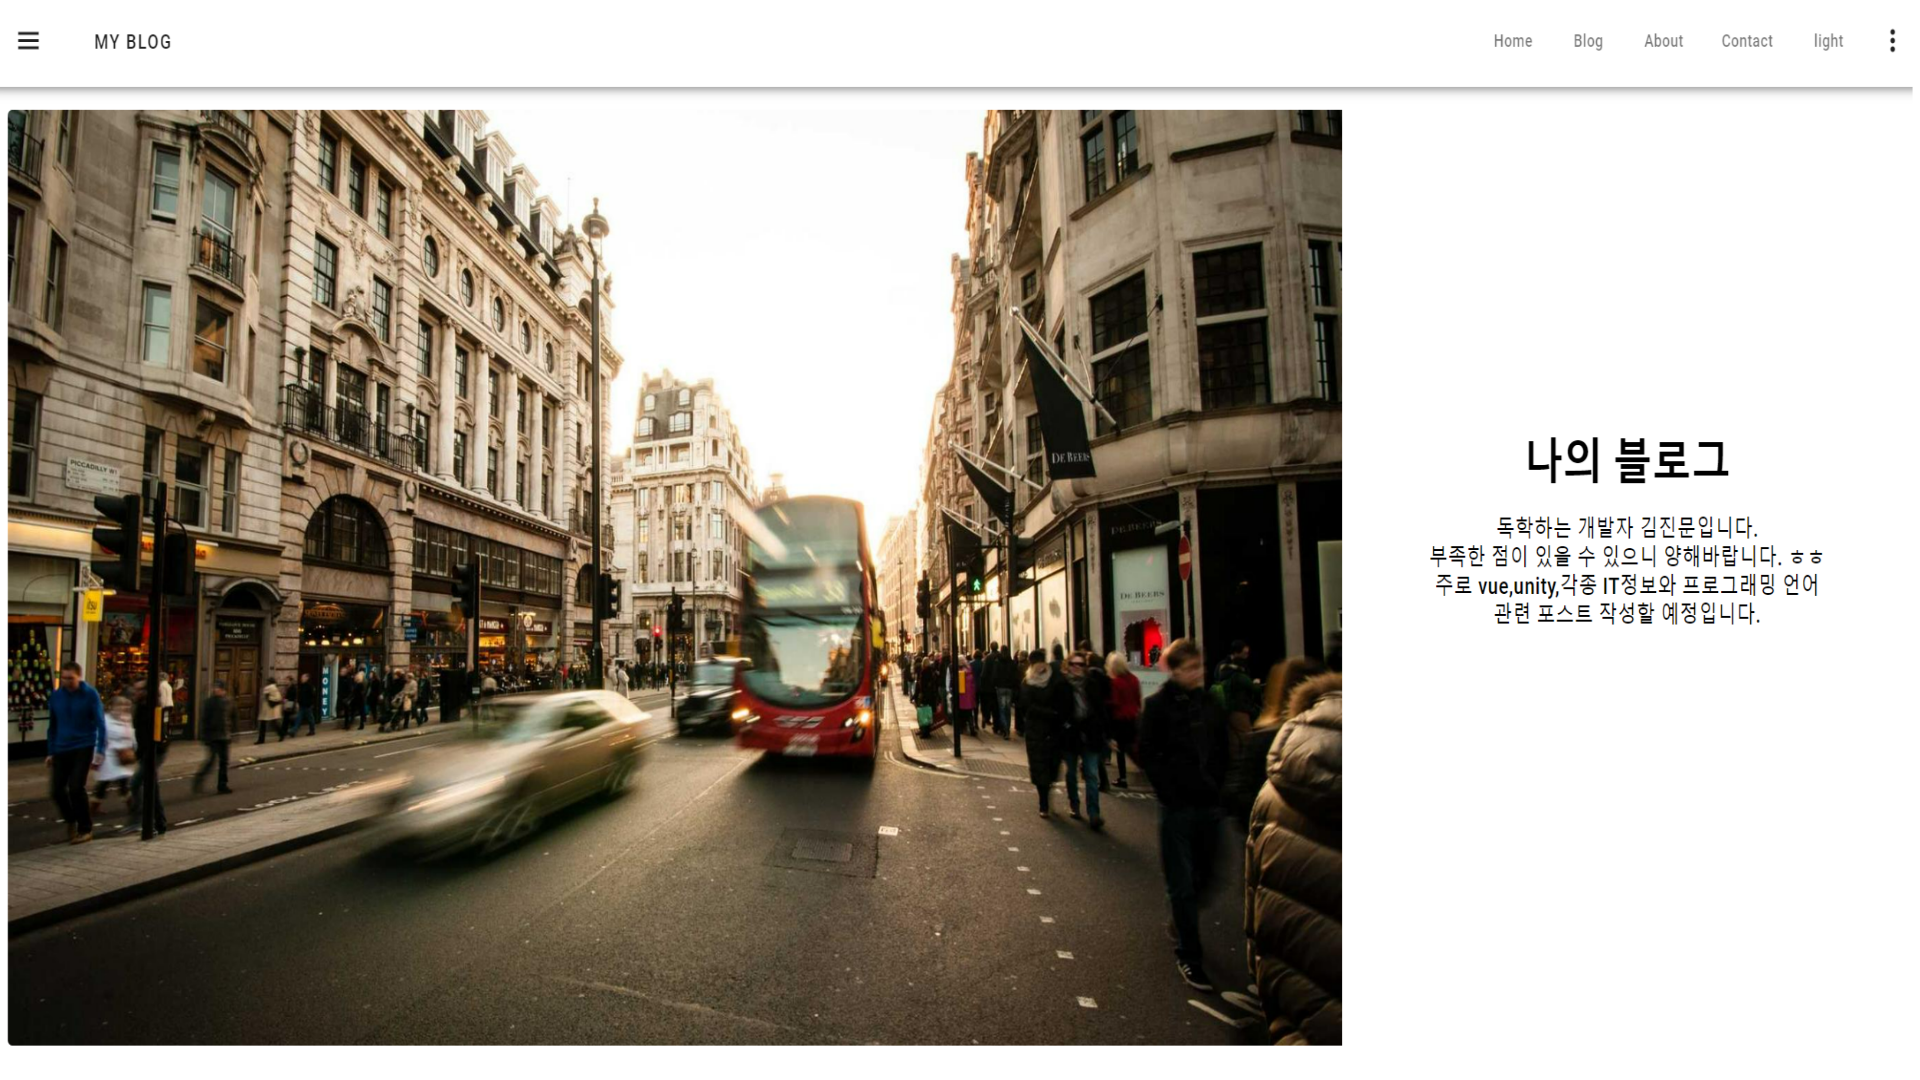 MY BLOG
Home
Blog
About
Contact
light
PICCADILLY W1
DE BEERS
DE BEERS
DE BEERS
MONEY
나의 블로그
독학하는 개발자 김진문입니다.
부족한 점이 있을 수 있으니 양해바랍니다. ㅎㅎ
주로 vue,unity,각종 IT정보와 프로그래밍 언어
관련 포스트 작성할 예정입니다.